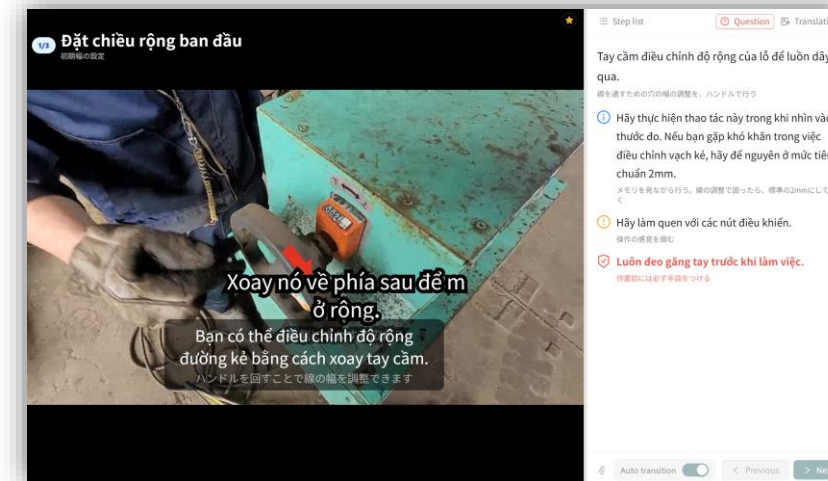 1/3
Đặt chiều rộng ban đầu
初期幅の設定
Xoay nó về phía sau để m
ở rộng.
Bạn có thể điều chỉnh độ rộng
đường kẻ bằng cách xoay tay cầm.
ハンドルを回すことで線の幅を調整できます
Step list
Question
Translati
Tay cầm điều chỉnh độ rộng của lỗ để luồn dây
qua.
線を通すための穴の幅の調整を、ハンドルで行う
Hãy thực hiện thao tác này trong khi nhìn vào
thước đo. Nếu bạn gặp khó khăn trong việc
điều chỉnh vạch kẻ, hãy để nguyên ở mức tiêu
chuẩn 2mm.
メモリを見ながら行う。線の調整で困ったら、標準の2mmにして
く
Hãy làm quen với các nút điều khiển.
操作の感覚を掴む
Luôn đeo găng tay trước khi làm việc.
作業前には必ず手袋をつける
Auto transition
Previous
Ne